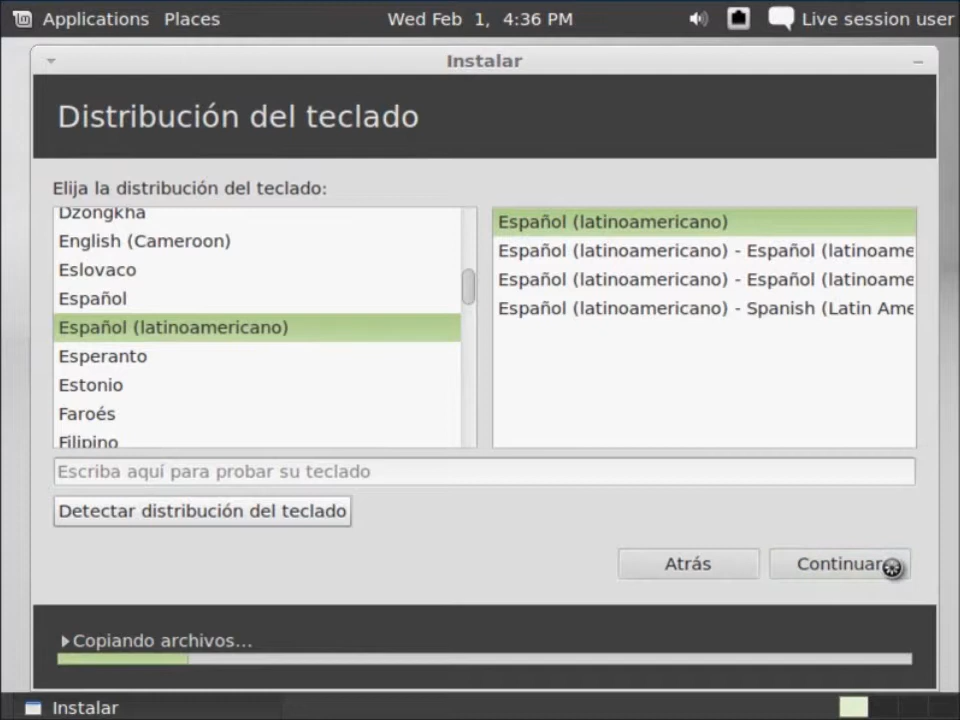 Applications Places Wed Feb 1, 4:36 PM Live session user
Instalar
Distribución del teclado
Elija la distribución del teclado:
Dzongkha
English (Cameroon)
Eslovaco
Español
Español (latinoamericano)
Esperanto
Estonio
Faroés
Filipino
Español (latinoamericano)
Español (latinoamericano) - Español (latinoame
Español (latinoamericano) - Español (latinoame
Español (latinoamericano) - Spanish (Latin Ame
Escriba aquí para probar su teclado
Detectar distribución del teclado
Atrás Continuar
Copiando archivos...
Instalar